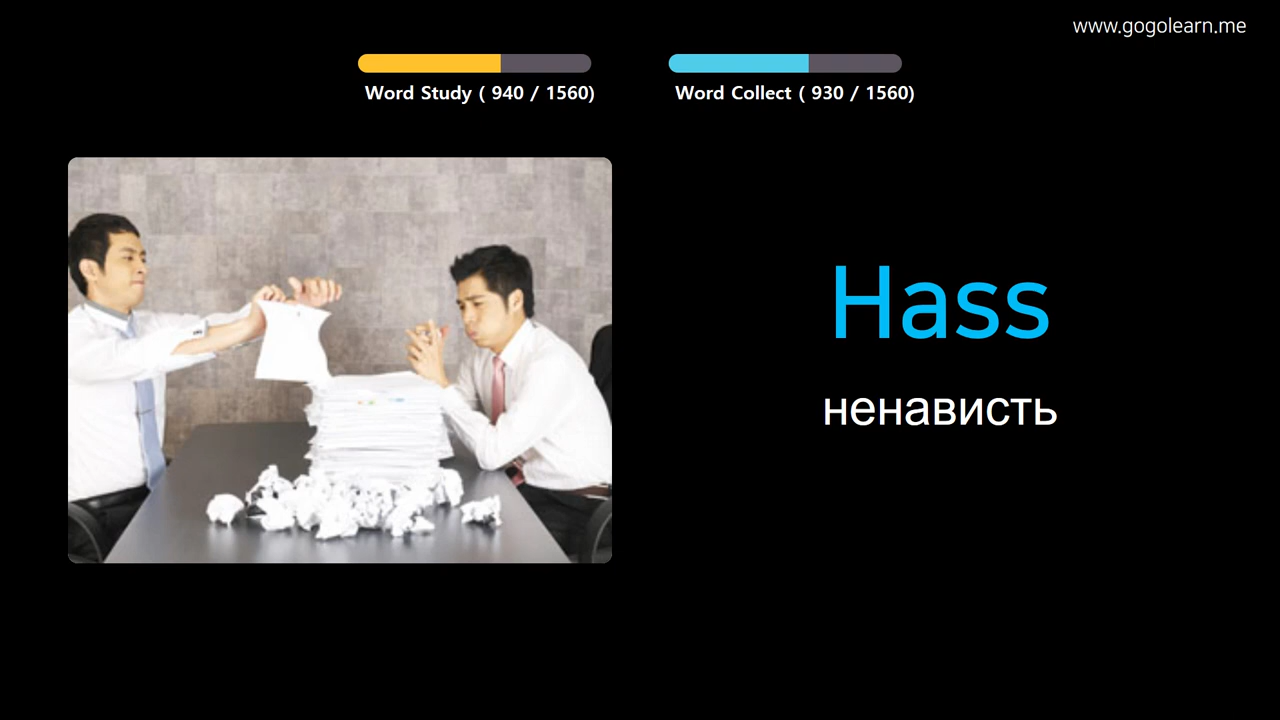 www.gogolearn.me
Word Study ( 940 / 1560)
Word Collect ( 930 / 1560)
Hass
ненависть